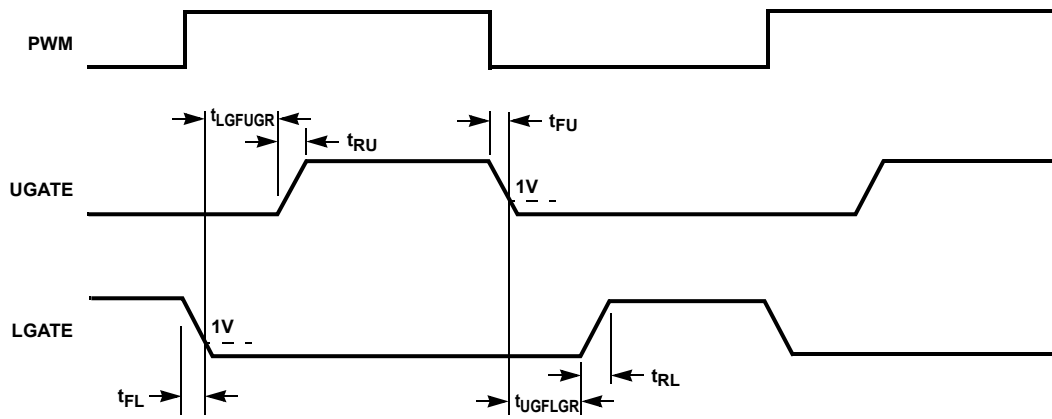 PWM
tLGFUGR
tRU
tFU
UGATE
1V
LGATE
1V
tFL
tRL
tUGFLGR